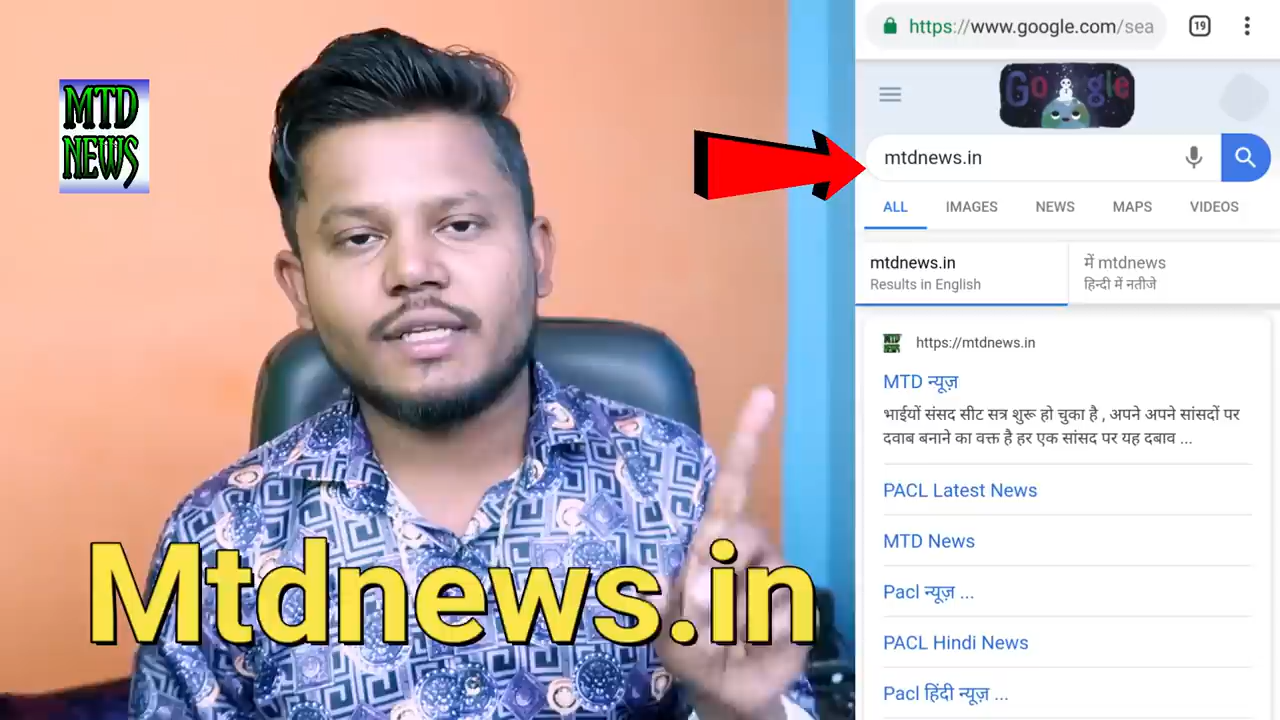 MTD
NEWS
Mtdnews.in
https://www.google.com/sea
19
Google
mtdnews.in
ALL IMAGES NEWS MAPS VIDEOS
mtdnews.in
Results in English
में mtdnews
हिन्दी में नतीजे
https://mtdnews.in
MTD न्यूज़
भाईयों संसद सीट सत्र शुरू हो चुका है , अपने अपने सांसदों पर
दवाब बनाने का वक्त है हर एक सांसद पर यह दबाव ...
PACL Latest News
MTD News
Pacl न्यूज़ ...
PACL Hindi News
Pacl हिंदी न्यूज़ ...